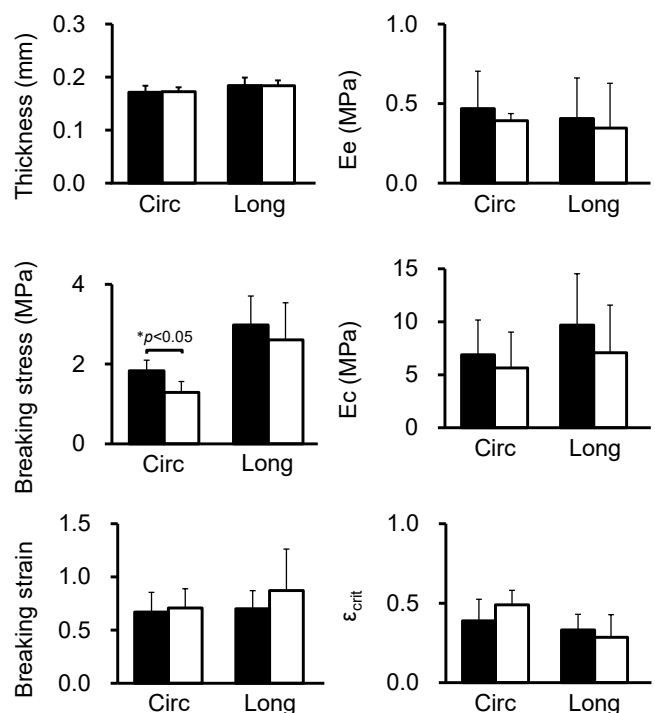 Thickness (mm)
0.3
0.2
0.1
0.0
Circ Long
Ee (MPa)
1.0
0.5
0.0
Circ Long
Breaking stress (MPa)
4
2
0
*p<0.05
Circ Long
Ec (MPa)
15
10
5
0
Circ Long
Breaking strain
1.5
1.0
0.5
0.0
Circ Long
εcrit
1.0
0.5
0.0
Circ Long